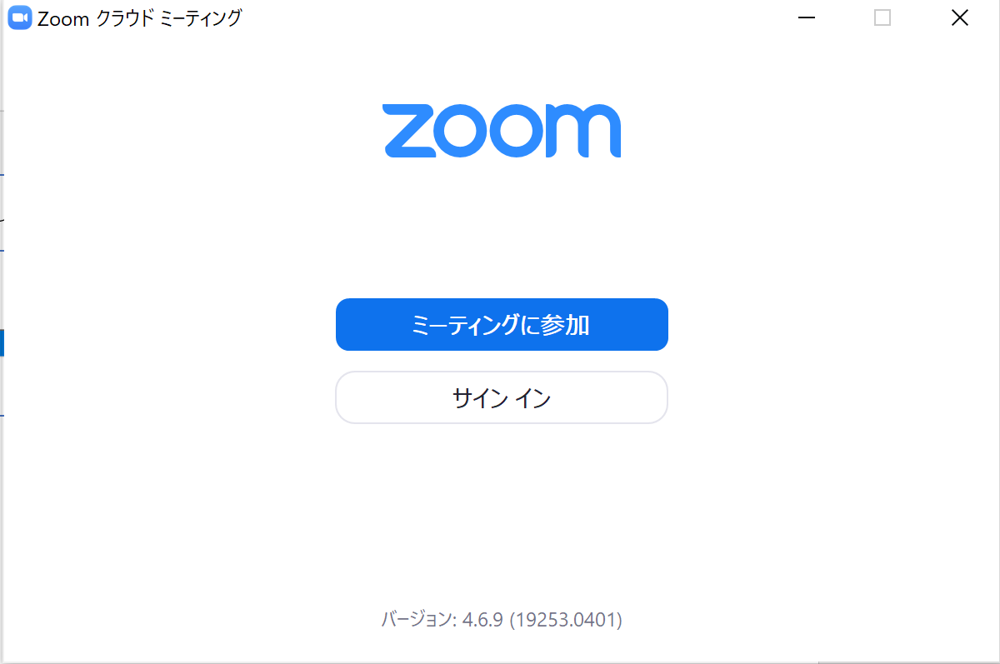 Zoom クラウド ミーティング
zoom
ミーティングに参加
サイン イン
バージョン: 4.6.9 (19253.0401)